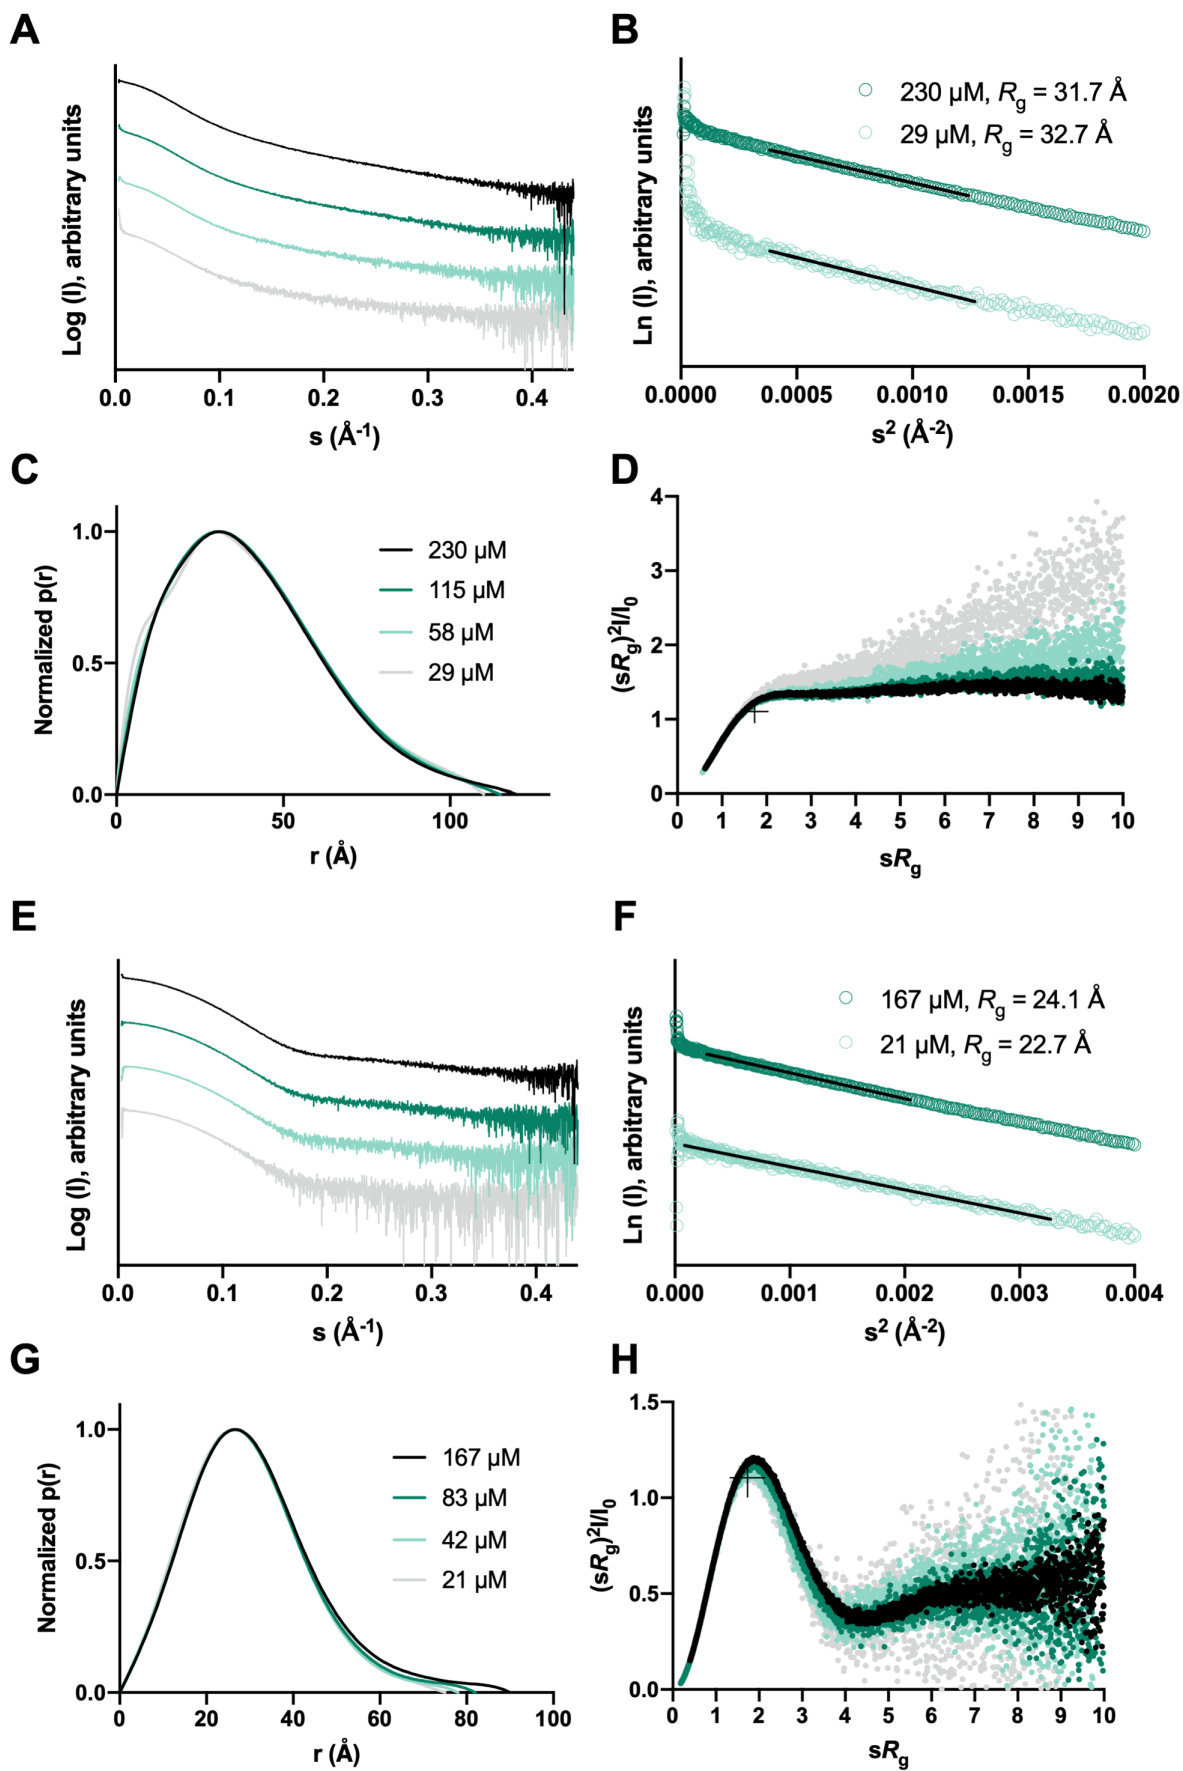 A
Log (I), arbitrary units
0.0 0.1 0.2 0.3 0.4
s (Å⁻¹)
B
Ln (I), arbitrary units
230 µM, Rg = 31.7 Å
29 µM, Rg = 32.7 Å
0.0000 0.0005 0.0010 0.0015 0.0020
s² (Å⁻²)
C
Normalized p(r)
1.0
0.5
0.0
230 µM
115 µM
58 µM
29 µM
0 50 100
r (Å)
D
(sRg)²I/I₀
4
3
2
1
0
0 1 2 3 4 5 6 7 8 9 10
sRg
E
Log (I), arbitrary units
0.0 0.1 0.2 0.3 0.4
s (Å⁻¹)
F
Ln (I), arbitrary units
167 µM, Rg = 24.1 Å
21 µM, Rg = 22.7 Å
0.000 0.001 0.002 0.003 0.004
s² (Å⁻²)
G
Normalized p(r)
1.0
0.5
0.0
167 µM
83 µM
42 µM
21 µM
0 20 40 60 80 100
r (Å)
H
(sRg)²I/I₀
1.5
1.0
0.5
0.0
0 1 2 3 4 5 6 7 8 9 10
sRg